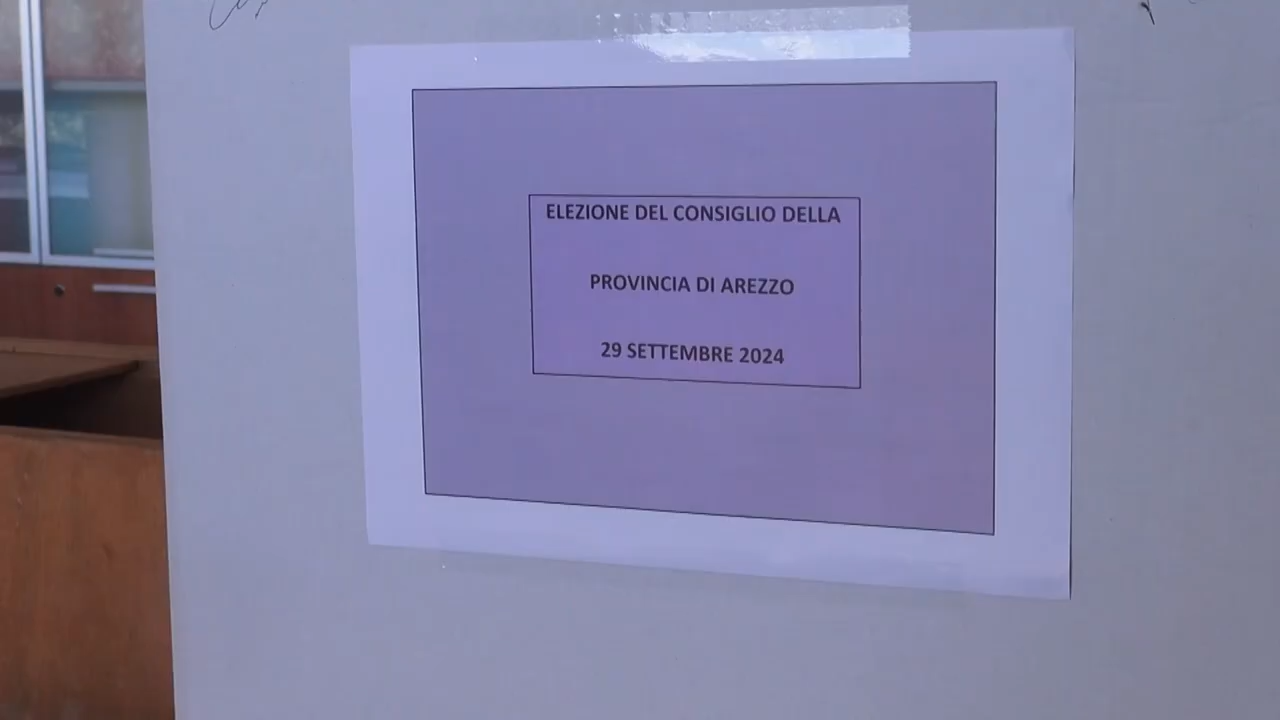 ELEZIONE DEL CONSIGLIO DELLA
PROVINCIA DI AREZZO
29 SETTEMBRE 2024